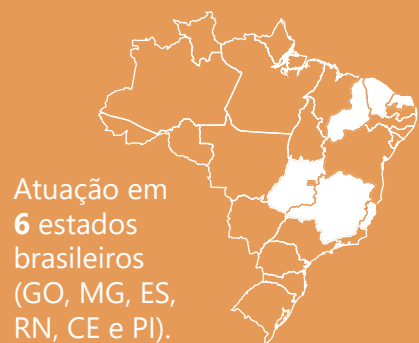 Atuação em
6 estados
brasileiros
(GO, MG, ES,
RN, CE e PI).